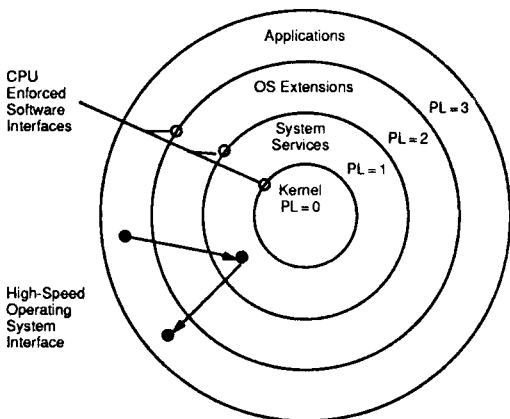 Applications
CPU
Enforced
Software
Interfaces
OS Extensions
PL = 3
System
Services
PL = 2
PL = 1
Kernel
PL = 0
High-Speed
Operating
System
Interface